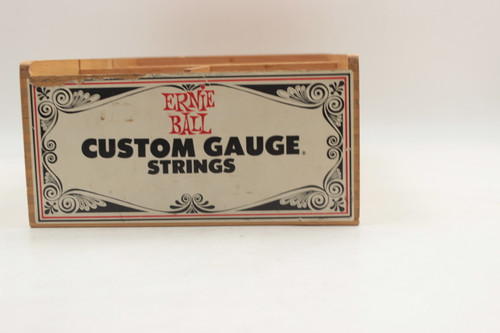 ERNIE
BALL
CUSTOM GAUGE®
STRINGS